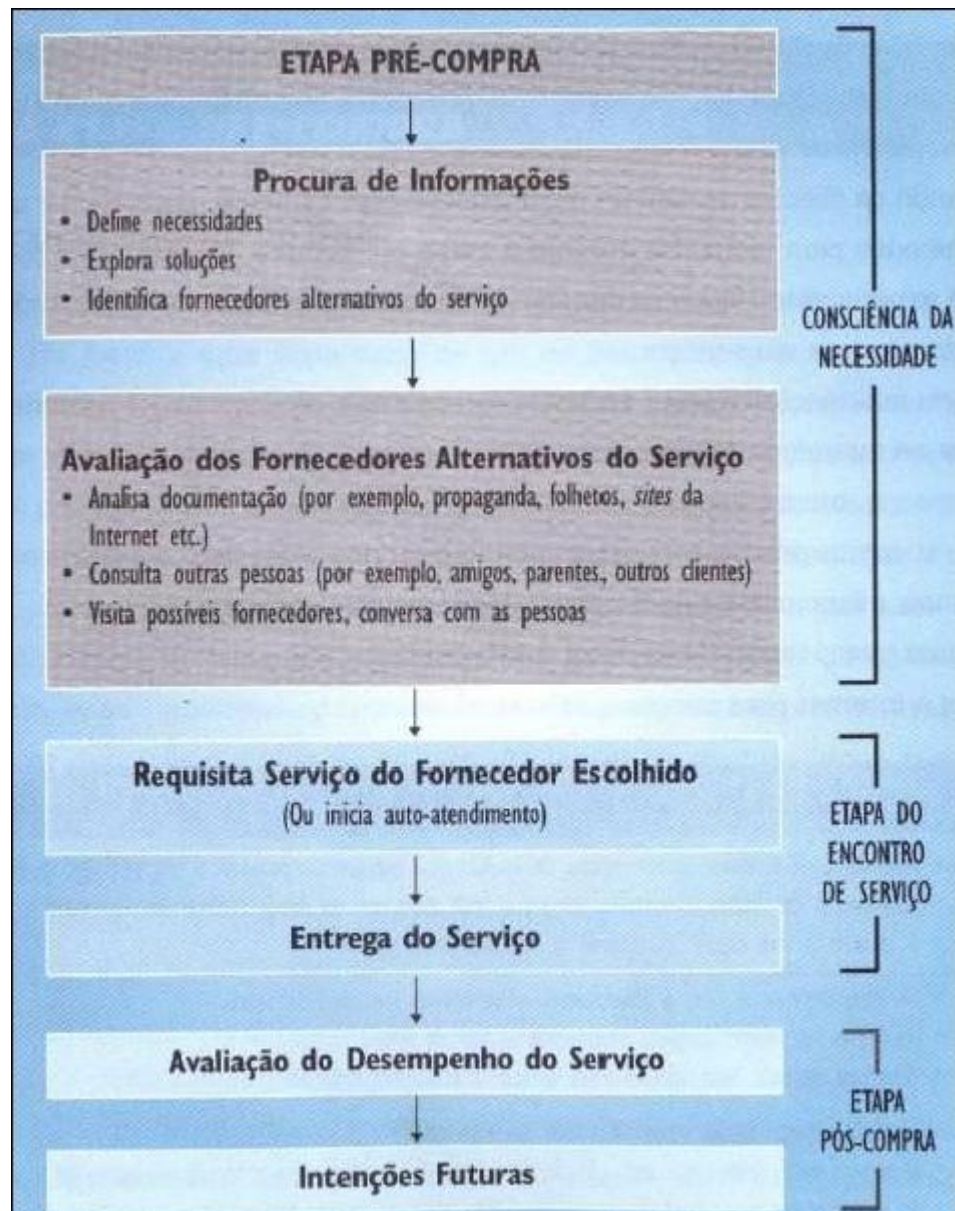 ETAPA PRÉ-COMPRA
Procura de Informações
• Define necessidades
• Explora soluções
• Identifica fornecedores alternativos do serviço
CONSCIÊNCIA DA
NECESSIDADE
Avaliação dos Fornecedores Alternativos do Serviço
• Analisa documentação (por exemplo, propaganda, folhetos, sites da
Internet etc.)
• Consulta outras pessoas (por exemplo, amigos, parentes, outros clientes)
• Visita possíveis fornecedores, conversa com as pessoas
Requisita Serviço do Fornecedor Escolhido
(Ou inicia auto-atendimento)
Entrega do Serviço
ETAPA DO
ENCONTRO
DE SERVIÇO
Avaliação do Desempenho do Serviço
Intenções Futuras
ETAPA
PÓS-COMPRA